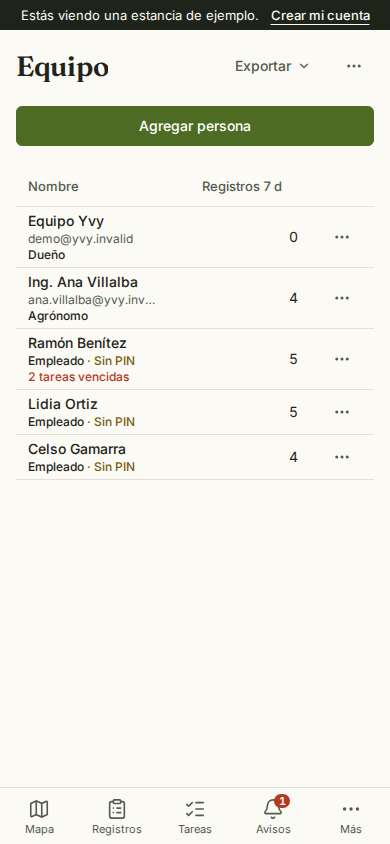 Estás viendo una estancia de ejemplo. Crear mi cuenta
Equipo
Exportar
Agregar persona
Nombre Registros 7 d
Equipo Yvy
demo@yvy.invalid
Dueño
0
Ing. Ana Villalba
ana.villalba@yvy.inv...
Agrónomo
4
Ramón Benítez
Empleado · Sin PIN
2 tareas vencidas
5
Lidia Ortiz
Empleado · Sin PIN
5
Celso Gamarra
Empleado · Sin PIN
4
1
Mapa Registros Tareas Avisos Más